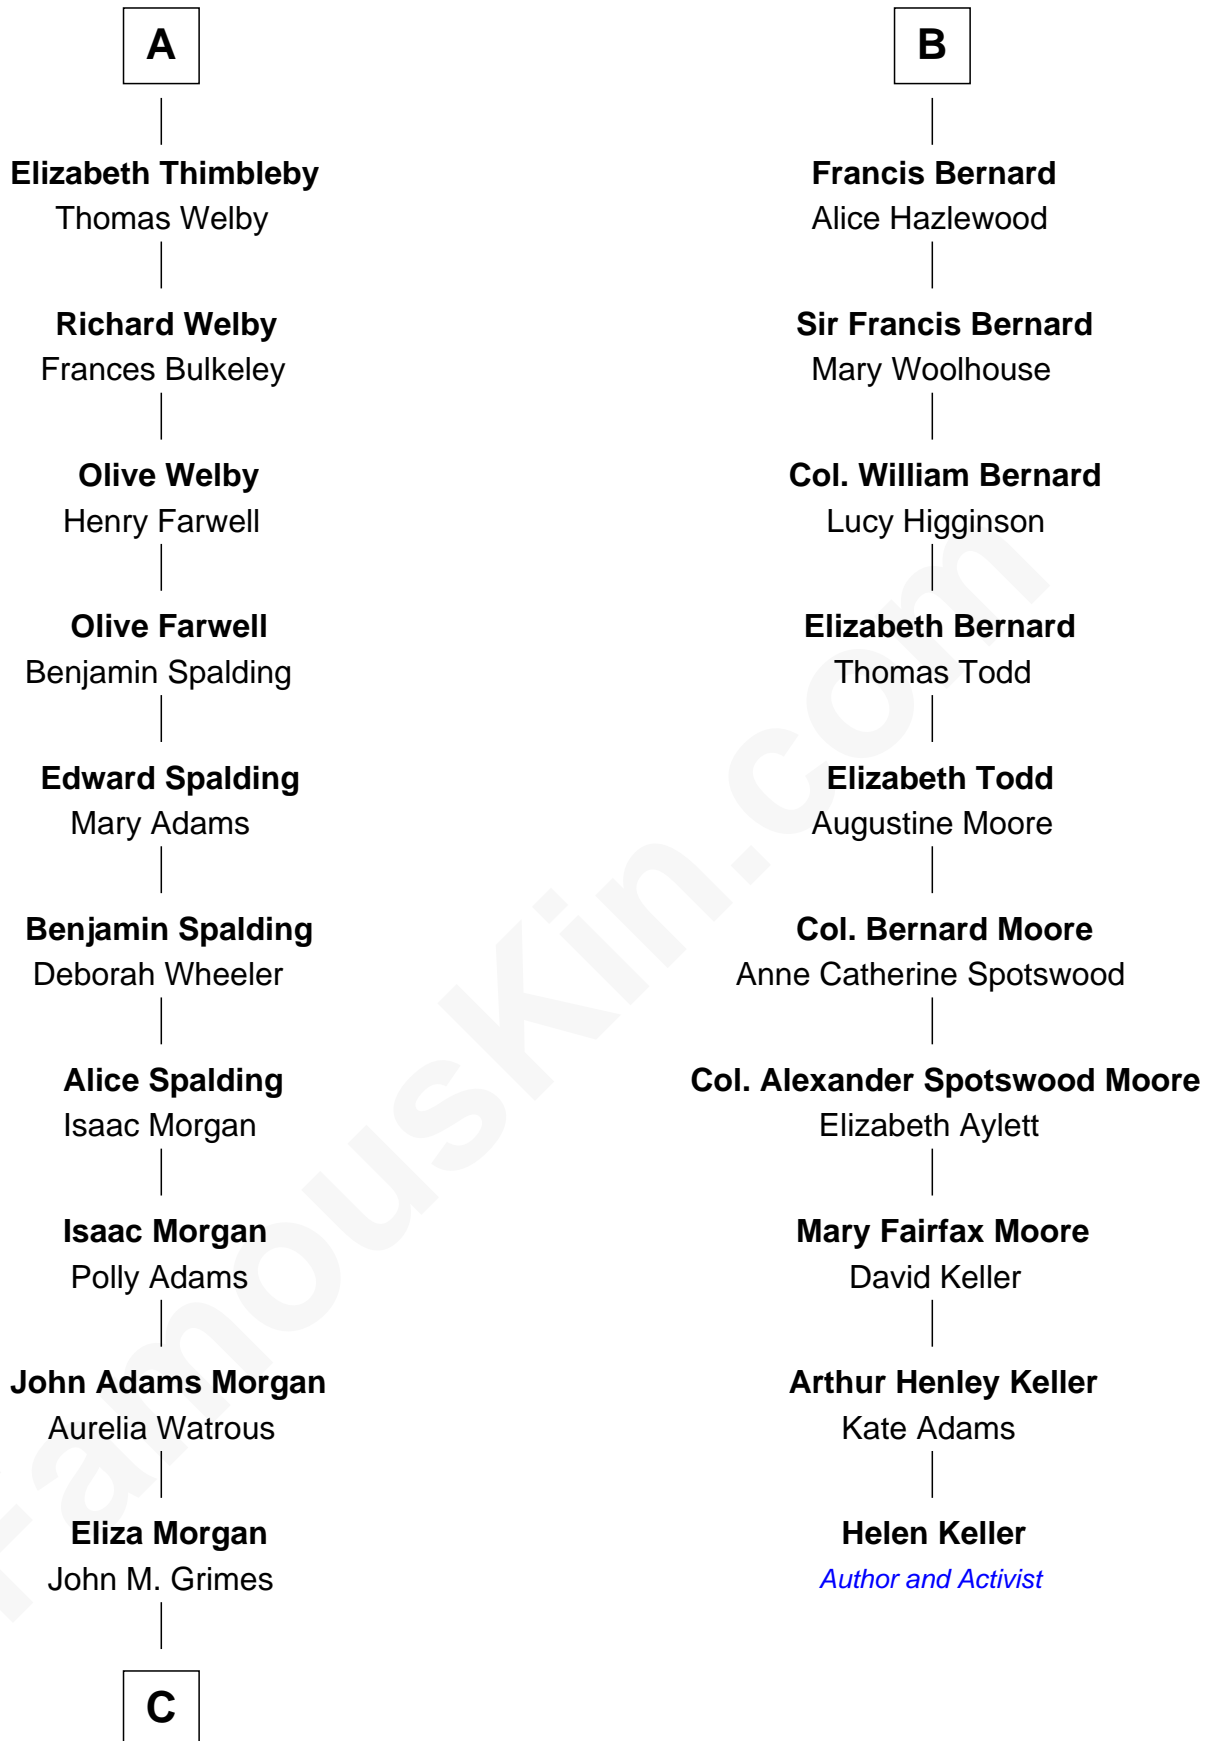 A
Elizabeth Thimbleby
Thomas Welby
Richard Welby
Frances Bulkeley
Olive Welby
Henry Farwell
Olive Farwell
Benjamin Spalding
Edward Spalding
Mary Adams
Benjamin Spalding
Deborah Wheeler
Alice Spalding
Isaac Morgan
Isaac Morgan
Polly Adams
John Adams Morgan
Aurelia Watrous
Eliza Morgan
John M. Grimes
C
B
Francis Bernard
Alice Hazlewood
Sir Francis Bernard
Mary Woolhouse
Col. William Bernard
Lucy Higginson
Elizabeth Bernard
Thomas Todd
Elizabeth Todd
Augustine Moore
Col. Bernard Moore
Anne Catherine Spotswood
Col. Alexander Spotswood Moore
Elizabeth Aylett
Mary Fairfax Moore
David Keller
Arthur Henley Keller
Kate Adams
Helen Keller
Author and Activist
FamousKin.com